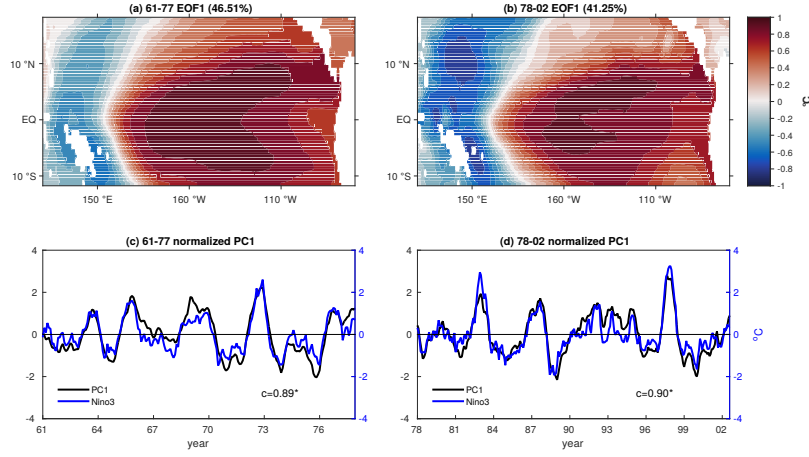 (a) 61-77 EOF1 (46.51%)
10 °N
EQ
10 °S
150 °E
160 °W
110 °W
(b) 78-02 EOF1 (41.25%)
10 °N
EQ
10 °S
150 °E
160 °W
110 °W
1
0.8
0.6
0.4
0.2
0
-0.2
-0.4
-0.6
-0.8
-1
℃
(c) 61-77 normalized PC1
4
2
0
-2
-4
4
2
0
-2
-4
PC1
Nino3
c=0.89*
61
64
67
70
73
76
year
(d) 78-02 normalized PC1
4
2
0
-2
-4
4
2
0
-2
-4
°C
PC1
Nino3
c=0.90*
78
81
83
87
90
93
96
99
02
year